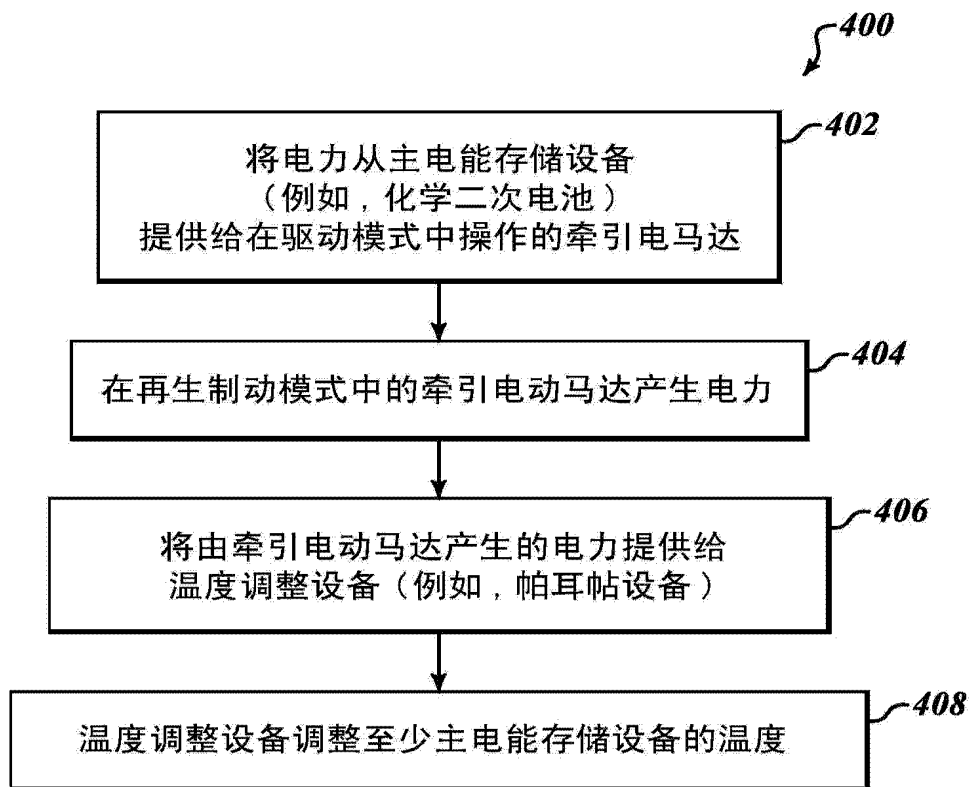 400
402
将电力从主电能存储设备
（例如，化学二次电池）
提供给在驱动模式中操作的牵引电马达
404
在再生制动模式中的牵引电动马达产生电力
406
将由牵引电动马达产生的电力提供给
温度调整设备（例如，帕耳帖设备）
408
温度调整设备调整至少主电能存储设备的温度